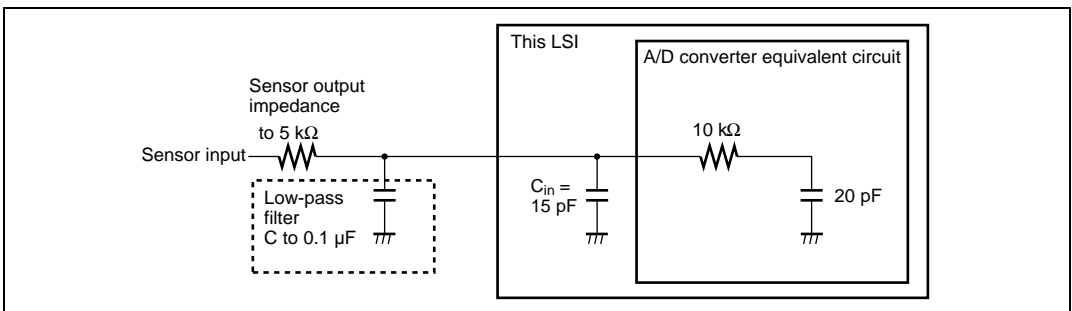 This LSI
A/D converter equivalent circuit
Sensor output
impedance
to 5 kΩ
Sensor input
10 kΩ
Low-pass
filter
C to 0.1 μF
Cin =
15 pF
20 pF